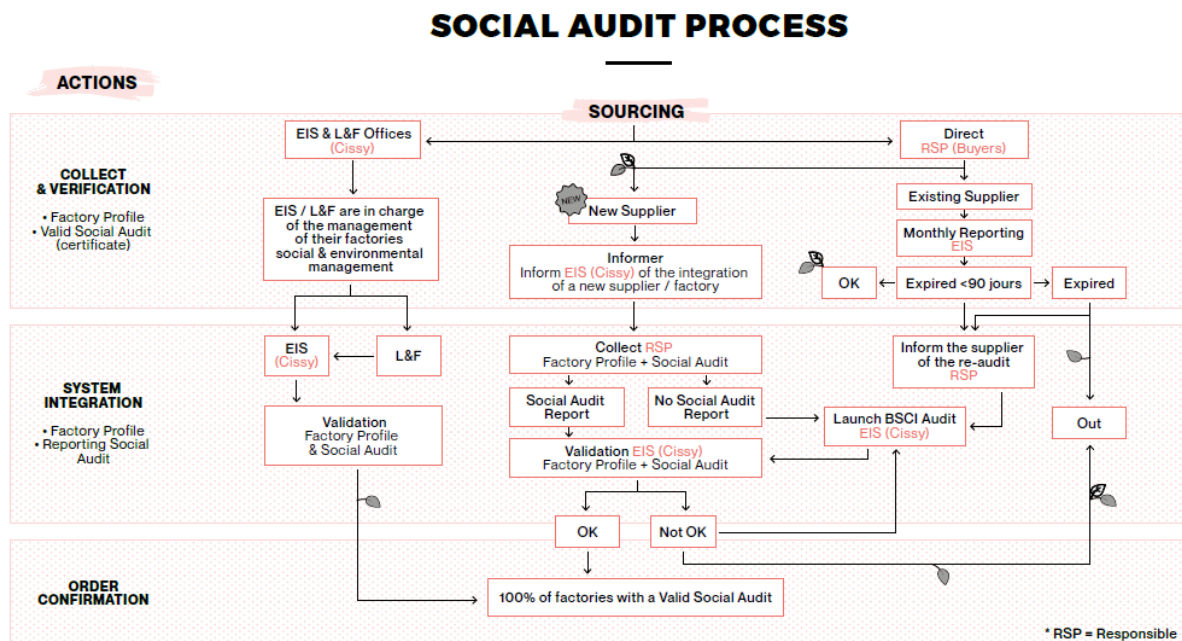 SOCIAL AUDIT PROCESS
ACTIONS
SOURCING
COLLECT
& VERIFICATION
• Factory Profile
• Valid Social Audit
(certificate)
EIS & L&F Offices
(Cissy)
Direct
RSP (Buyers)
EIS / L&F are in charge
of the management
of their factories
social & environmental
management
NEW
New Supplier
Existing Supplier
Informer
Inform EIS (Cissy) of the integration
of a new supplier / factory
Monthly Reporting
EIS
OK
Expired <90 jours
Expired
SYSTEM
INTEGRATION
• Factory Profile
• Reporting Social
Audit
EIS
(Cissy)
L&F
Collect RSP
Factory Profile + Social Audit
Inform the supplier
of the re-audit
RSP
Social Audit
Report
No Social Audit
Report
Launch BSCI Audit
EIS (Cissy)
Out
Validation
Factory Profile
& Social Audit
Validation EIS (Cissy)
Factory Profile + Social Audit
OK
Not OK
ORDER
CONFIRMATION
100% of factories with a Valid Social Audit
* RSP = Responsible